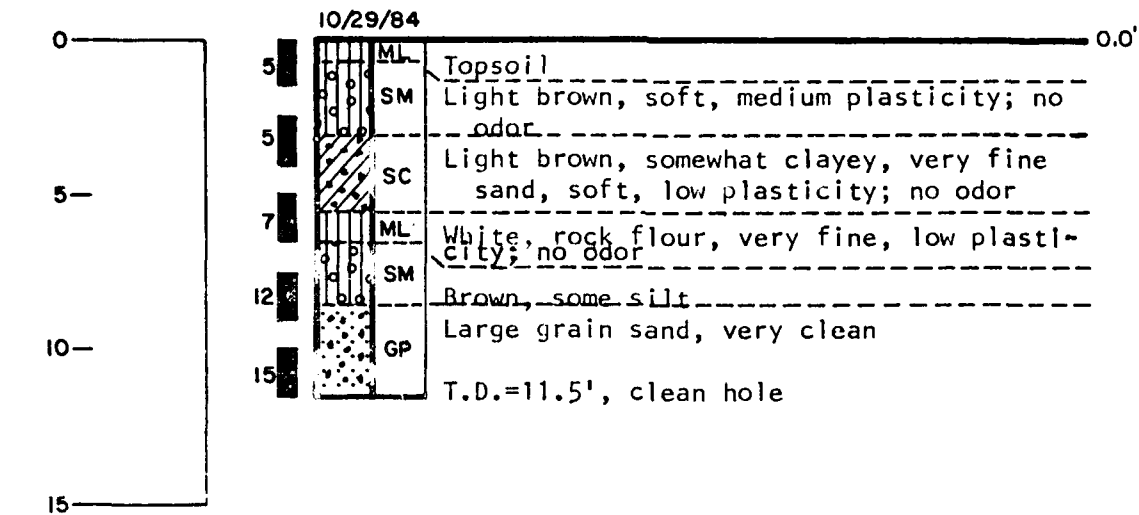 10/29/84
0
0.0'
5
ML
Topsoil
SM
Light brown, soft, medium plasticity; no
odor
5
Light brown, somewhat clayey, very fine
SC
sand, soft, low plasticity; no odor
5
7
ML
White, rock flour, very fine, low plasti-
city; no odor
SM
12
Brown, some silt
Large grain sand, very clean
10
GP
15
T.D.=11.5', clean hole
15